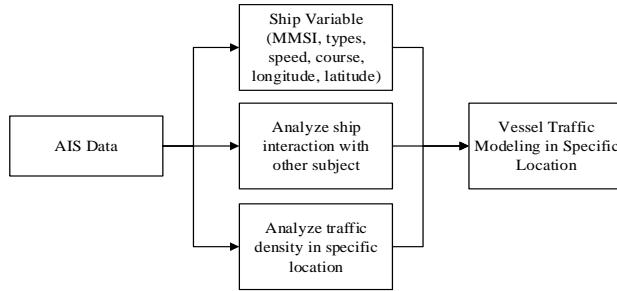 Ship Variable
(MMSI, types,
speed, course,
longitude, latitude)
AIS Data
Analyze ship
interaction with
other subject
Vessel Traffic
Modeling in Specific
Location
Analyze traffic
density in specific
location